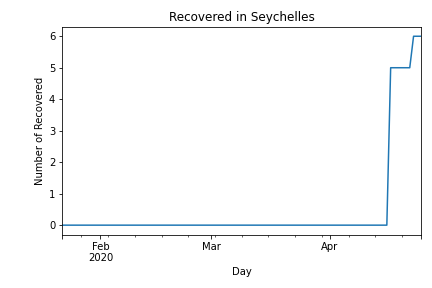 Recovered in Seychelles
6
5
4
3
2
1
0
Number of Recovered
Feb
2020
Mar
Apr
Day